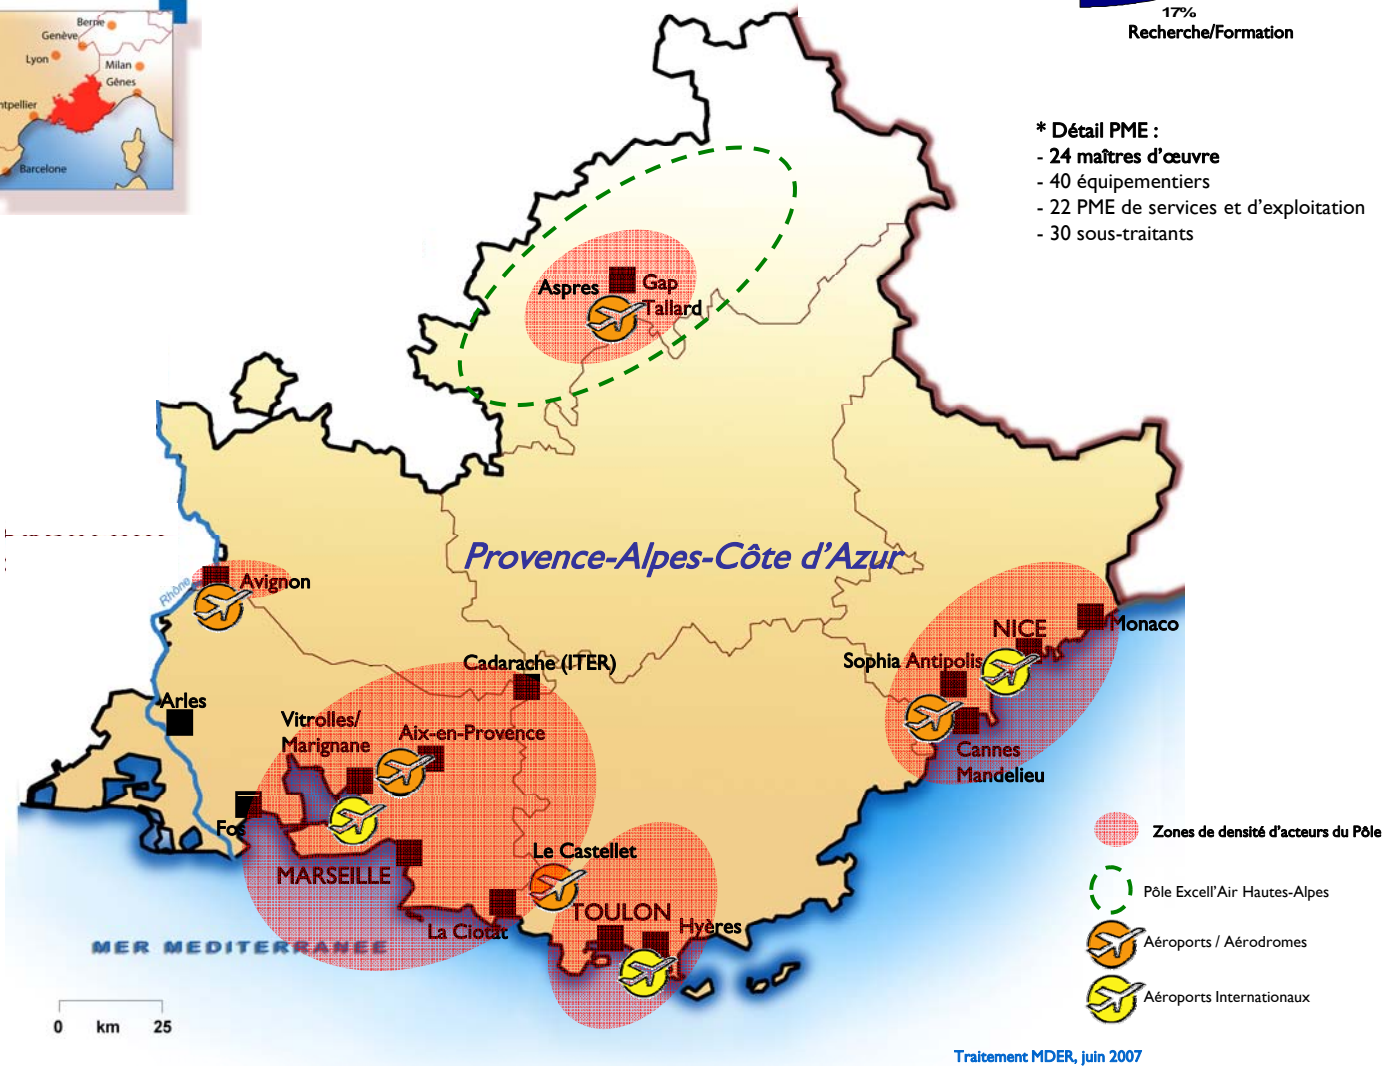 17%
Recherche/Formation
Berne
Genève
Lyon
Milan
Gênes
ntpellier
Barcelone
* Détail PME :
- 24 maîtres d'œuvre
- 40 équipementiers
- 22 PME de services et d'exploitation
- 30 sous-traitants
Aspres
Gap
Tallard
Provence-Alpes-Côte d'Azur
Rhône
Avignon
Monaco
NICE
Sophia Antipolis
Cadarache (ITER)
Arles
Vitrolles/
Marignane
Aix-en-Provence
Cannes
Mandelieu
Fos
MARSEILLE
Le Castellet
TOULON
Hyères
La Ciotat
MER MEDITERRANEE
Zones de densité d'acteurs du Pôle
Pôle Excell'Air Hautes-Alpes
Aéroports / Aérodromes
Aéroports Internationaux
0 km 25
Traitement MDER, juin 2007